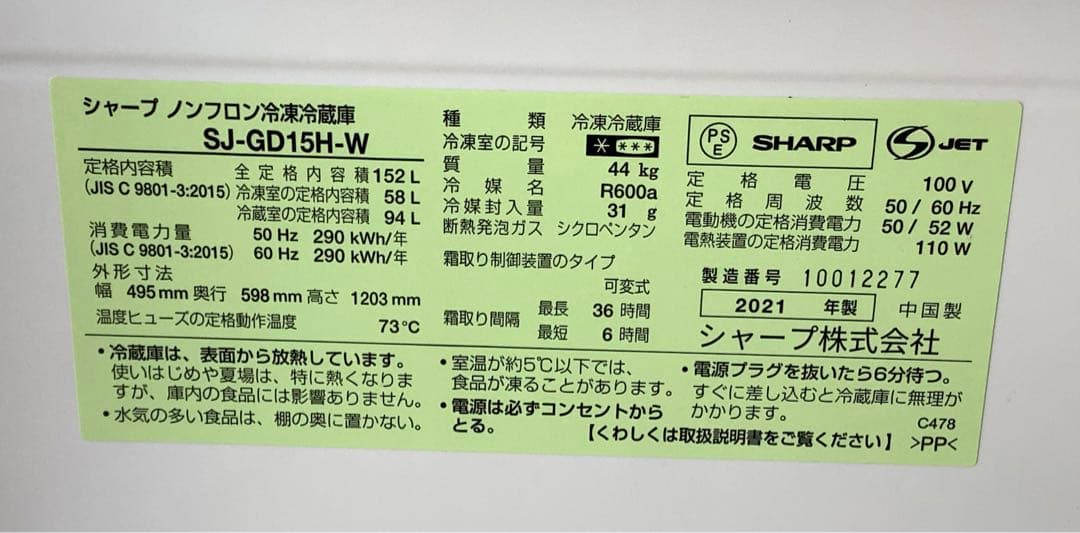 シャープ ノンフロン冷凍冷蔵庫
SJ-GD15H-W
定格内容積 全定格内容積 152 L
(JIS C 9801-3:2015) 冷凍室の定格内容積 58 L
冷蔵室の定格内容積 94 L
消費電力量 50 Hz 290 kWh/年
(JIS C 9801-3:2015) 60 Hz 290 kWh/年
外形寸法
幅 495 mm 奥行 598 mm 高さ 1203 mm
温度ヒューズの定格動作温度 73℃
種類 冷凍冷蔵庫
冷凍室の記号 * ***
質量 44 kg
冷媒名 R600a
冷媒封入量 31 g
断熱発泡ガス シクロペンタン
霜取り制御装置のタイプ
可変式
霜取り間隔 最長 36 時間
最短 6 時間
PSE SHARP JET
定格電圧 100 V
定格周波数 50 / 60 Hz
電動機の定格消費電力 50 / 52 W
電熱装置の定格消費電力 110 W
製造番号 10012277
2021 年製 中国製
シャープ株式会社
・冷蔵庫は、表面から放熱しています。
使いはじめや夏場は、特に熱くなりま
すが、庫内の食品には影響ありません。
・水気の多い食品は、棚の奥に置かない。
・室温が約5℃以下では、
食品が凍ることがあります。
・電源は必ずコンセントから
とる。
・電源プラグを抜いたら6分待つ。
すぐに差し込むと冷蔵庫に無理が
かかります。
C478
【くわしくは取扱説明書をご覧ください】 >PP<